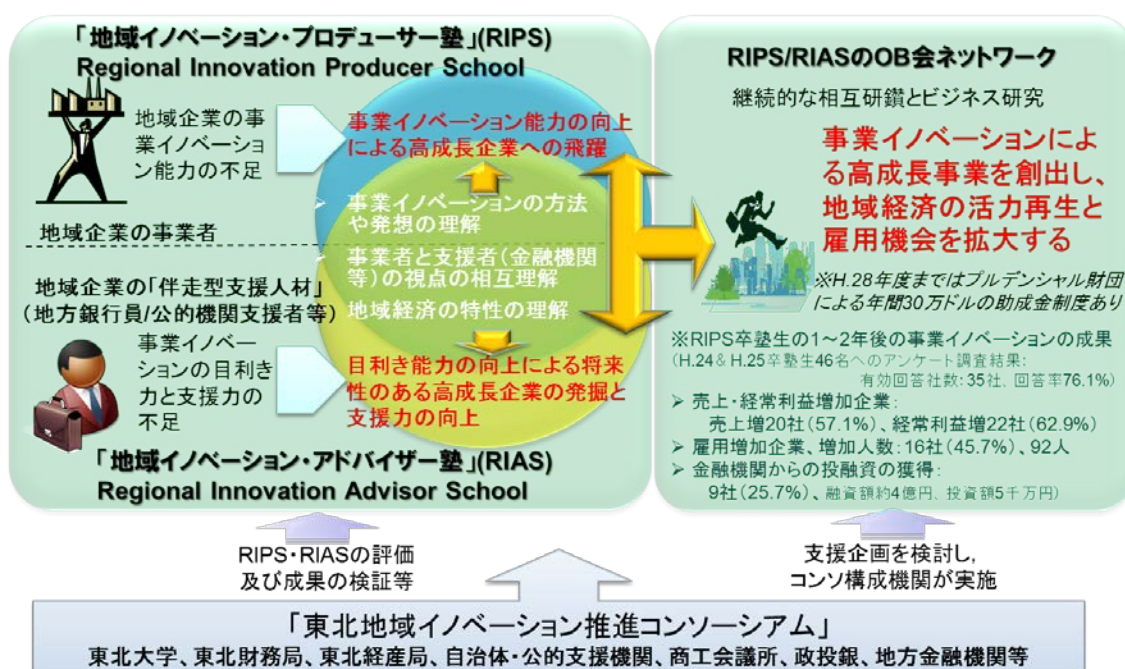 「地域イノベーション・プロデューサー塾」(RIPS)
Regional Innovation Producer School
地域企業の事
業イノベーショ
ン能力の不足
地域企業の事業者
事業イノベーション能力の向上
による高成長企業への飛躍
➢ 事業イノベーションの方法
や発想の理解
➢ 事業者と支援者(金融機関
等)の視点の相互理解
➢ 地域経済の特性の理解
地域企業の「伴走型支援人材」
(地方銀行員/公的機関支援者等)
事業イノベー
ションの目利き
力と支援力の
不足
目利き能力の向上による将来
性のある高成長企業の発掘と
支援力の向上
「地域イノベーション・アドバイザー塾」(RIAS)
Regional Innovation Advisor School
RIPS/RIASのOB会ネットワーク
継続的な相互研鑽とビジネス研究
事業イノベーションによ
る高成長事業を創出し、
地域経済の活力再生と
雇用機会を拡大する
※H.28年度まではプルデンシャル財団
による年間30万ドルの助成金制度あり
※RIPS卒塾生の1~2年後の事業イノベーションの成果
(H.24&H.25卒塾生46名へのアンケート調査結果:
有効回答社数:35社、回答率76.1%)
➢ 売上・経常利益増加企業:
売上増20社(57.1%)、経常利益増22社(62.9%)
➢ 雇用増加企業、増加人数:16社(45.7%)、92人
➢ 金融機関からの投融資の獲得:
9社(25.7%)、融資額約4億円、投資額5千万円)
RIPS・RIASの評価
及び成果の検証等
支援企画を検討し,
コンソ構成機関が実施
「東北地域イノベーション推進コンソーシアム」
東北大学、東北財務局、東北経産局、自治体・公的支援機関、商工会議所、政投銀、地方金融機関等